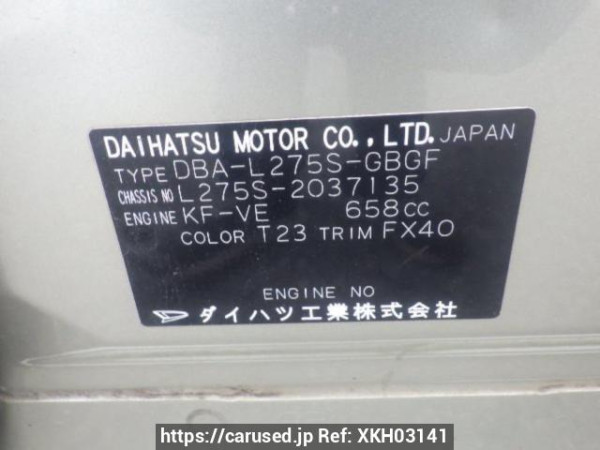 DAIHATSU MOTOR CO.,LTD. JAPAN
TYPE DBA-L275S-GBGF
CHASSIS NO L275S-2037135
ENGINE KF-VE 658cc
COLOR T23 TRIM FX40
ENGINE NO
ダイハツ工業株式会社
https://carused.jp Ref: XKH03141